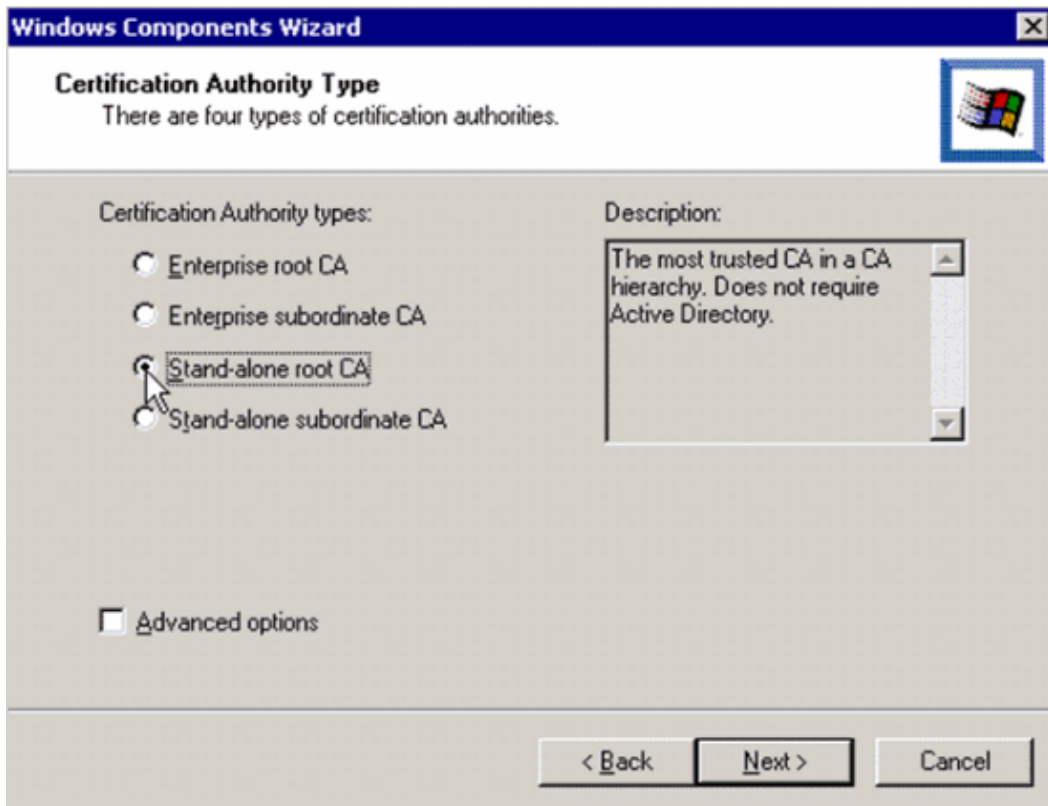 Windows Components Wizard
Certification Authority Type
There are four types of certification authorities.
Certification Authority types:
Enterprise root CA
Enterprise subordinate CA
Stand-alone root CA
Stand-alone subordinate CA
Description:
The most trusted CA in a CA
hierarchy. Does not require
Active Directory.
Advanced options
< Back
Next >
Cancel